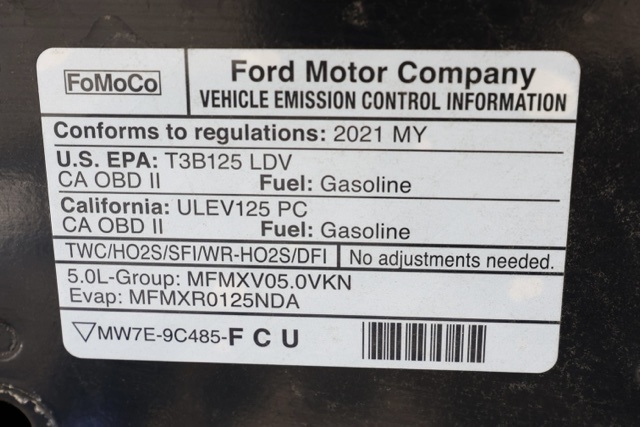 FoMoCo
Ford Motor Company
VEHICLE EMISSION CONTROL INFORMATION
Conforms to regulations: 2021 MY
U.S. EPA: T3B125 LDV
CA OBD II Fuel: Gasoline
California: ULEV125 PC
CA OBD II Fuel: Gasoline
TWC/HO2S/SFI/WR-HO2S/DFI No adjustments needed.
5.0L-Group: MFMXV05.0VKN
Evap: MFMXR0125NDA
MW7E-9C485-F C U